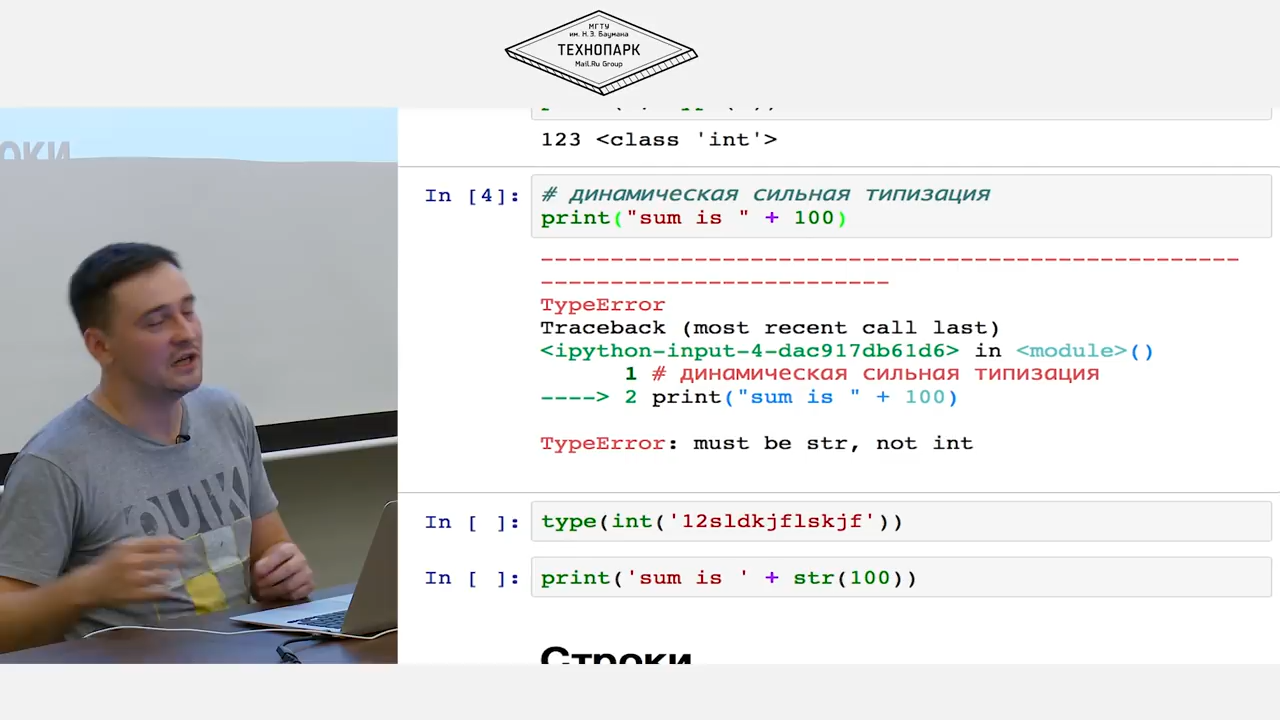 МГТУ
им. Н.Э. Баумана
ТЕХНОПАРК
Mail.Ru Group
123 <class 'int'>
In [4]: # динамическая сильная типизация
print("sum is " + 100)
--------------------------------------------------
-------------------------
TypeError
Traceback (most recent call last)
<ipython-input-4-dac917db61d6> in <module>()
1 # динамическая сильная типизация
----> 2 print("sum is " + 100)
TypeError: must be str, not int
In [ ]: type(int('12sldkjflskjf'))
In [ ]: print('sum is ' + str(100))
Строки
ОКИ
QUIK